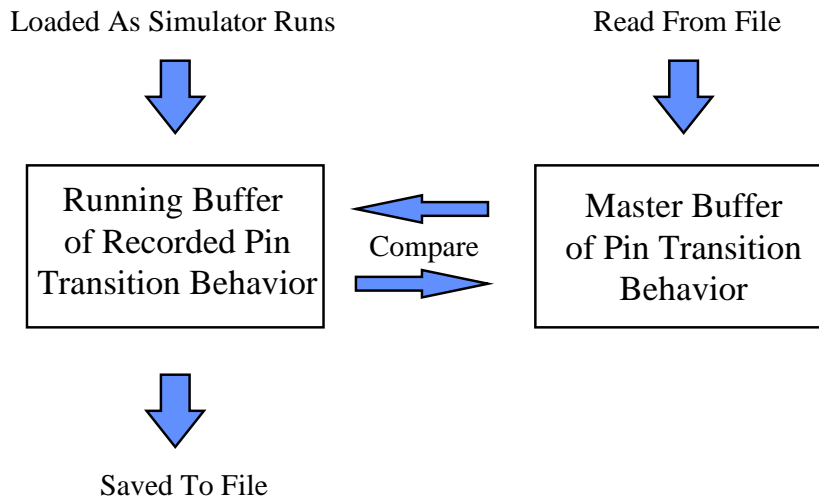 Loaded As Simulator Runs
Read From File
Running Buffer
of Recorded Pin
Transition Behavior
Compare
Master Buffer
of Pin Transition
Behavior
Saved To File